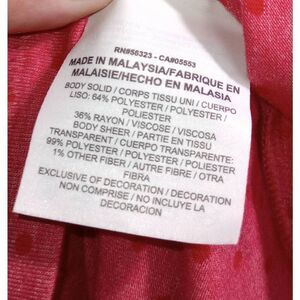 RN#56323 - CA#05553
MADE IN MALAYSIA/FABRIQUE EN
MALAISIE/HECHO EN MALASIA
BODY SOLID / CORPS TISSU UNI / CUERPO
LISO: 64% POLYESTER / POLYESTER /
POLIESTER
36% RAYON / VISCOSE / VISCOSA
BODY SHEER / PARTIE EN TISSU
TRANSPARENT / CUERPO TRANSPARENTE:
99% POLYESTER / POLYESTER / POLIESTER
1% OTHER FIBER / AUTRE FIBRE / OTRA
FIBRA
EXCLUSIVE OF DECORATION / DECORATION
NON COMPRISE / NO INCLUYE LA
DECORACION